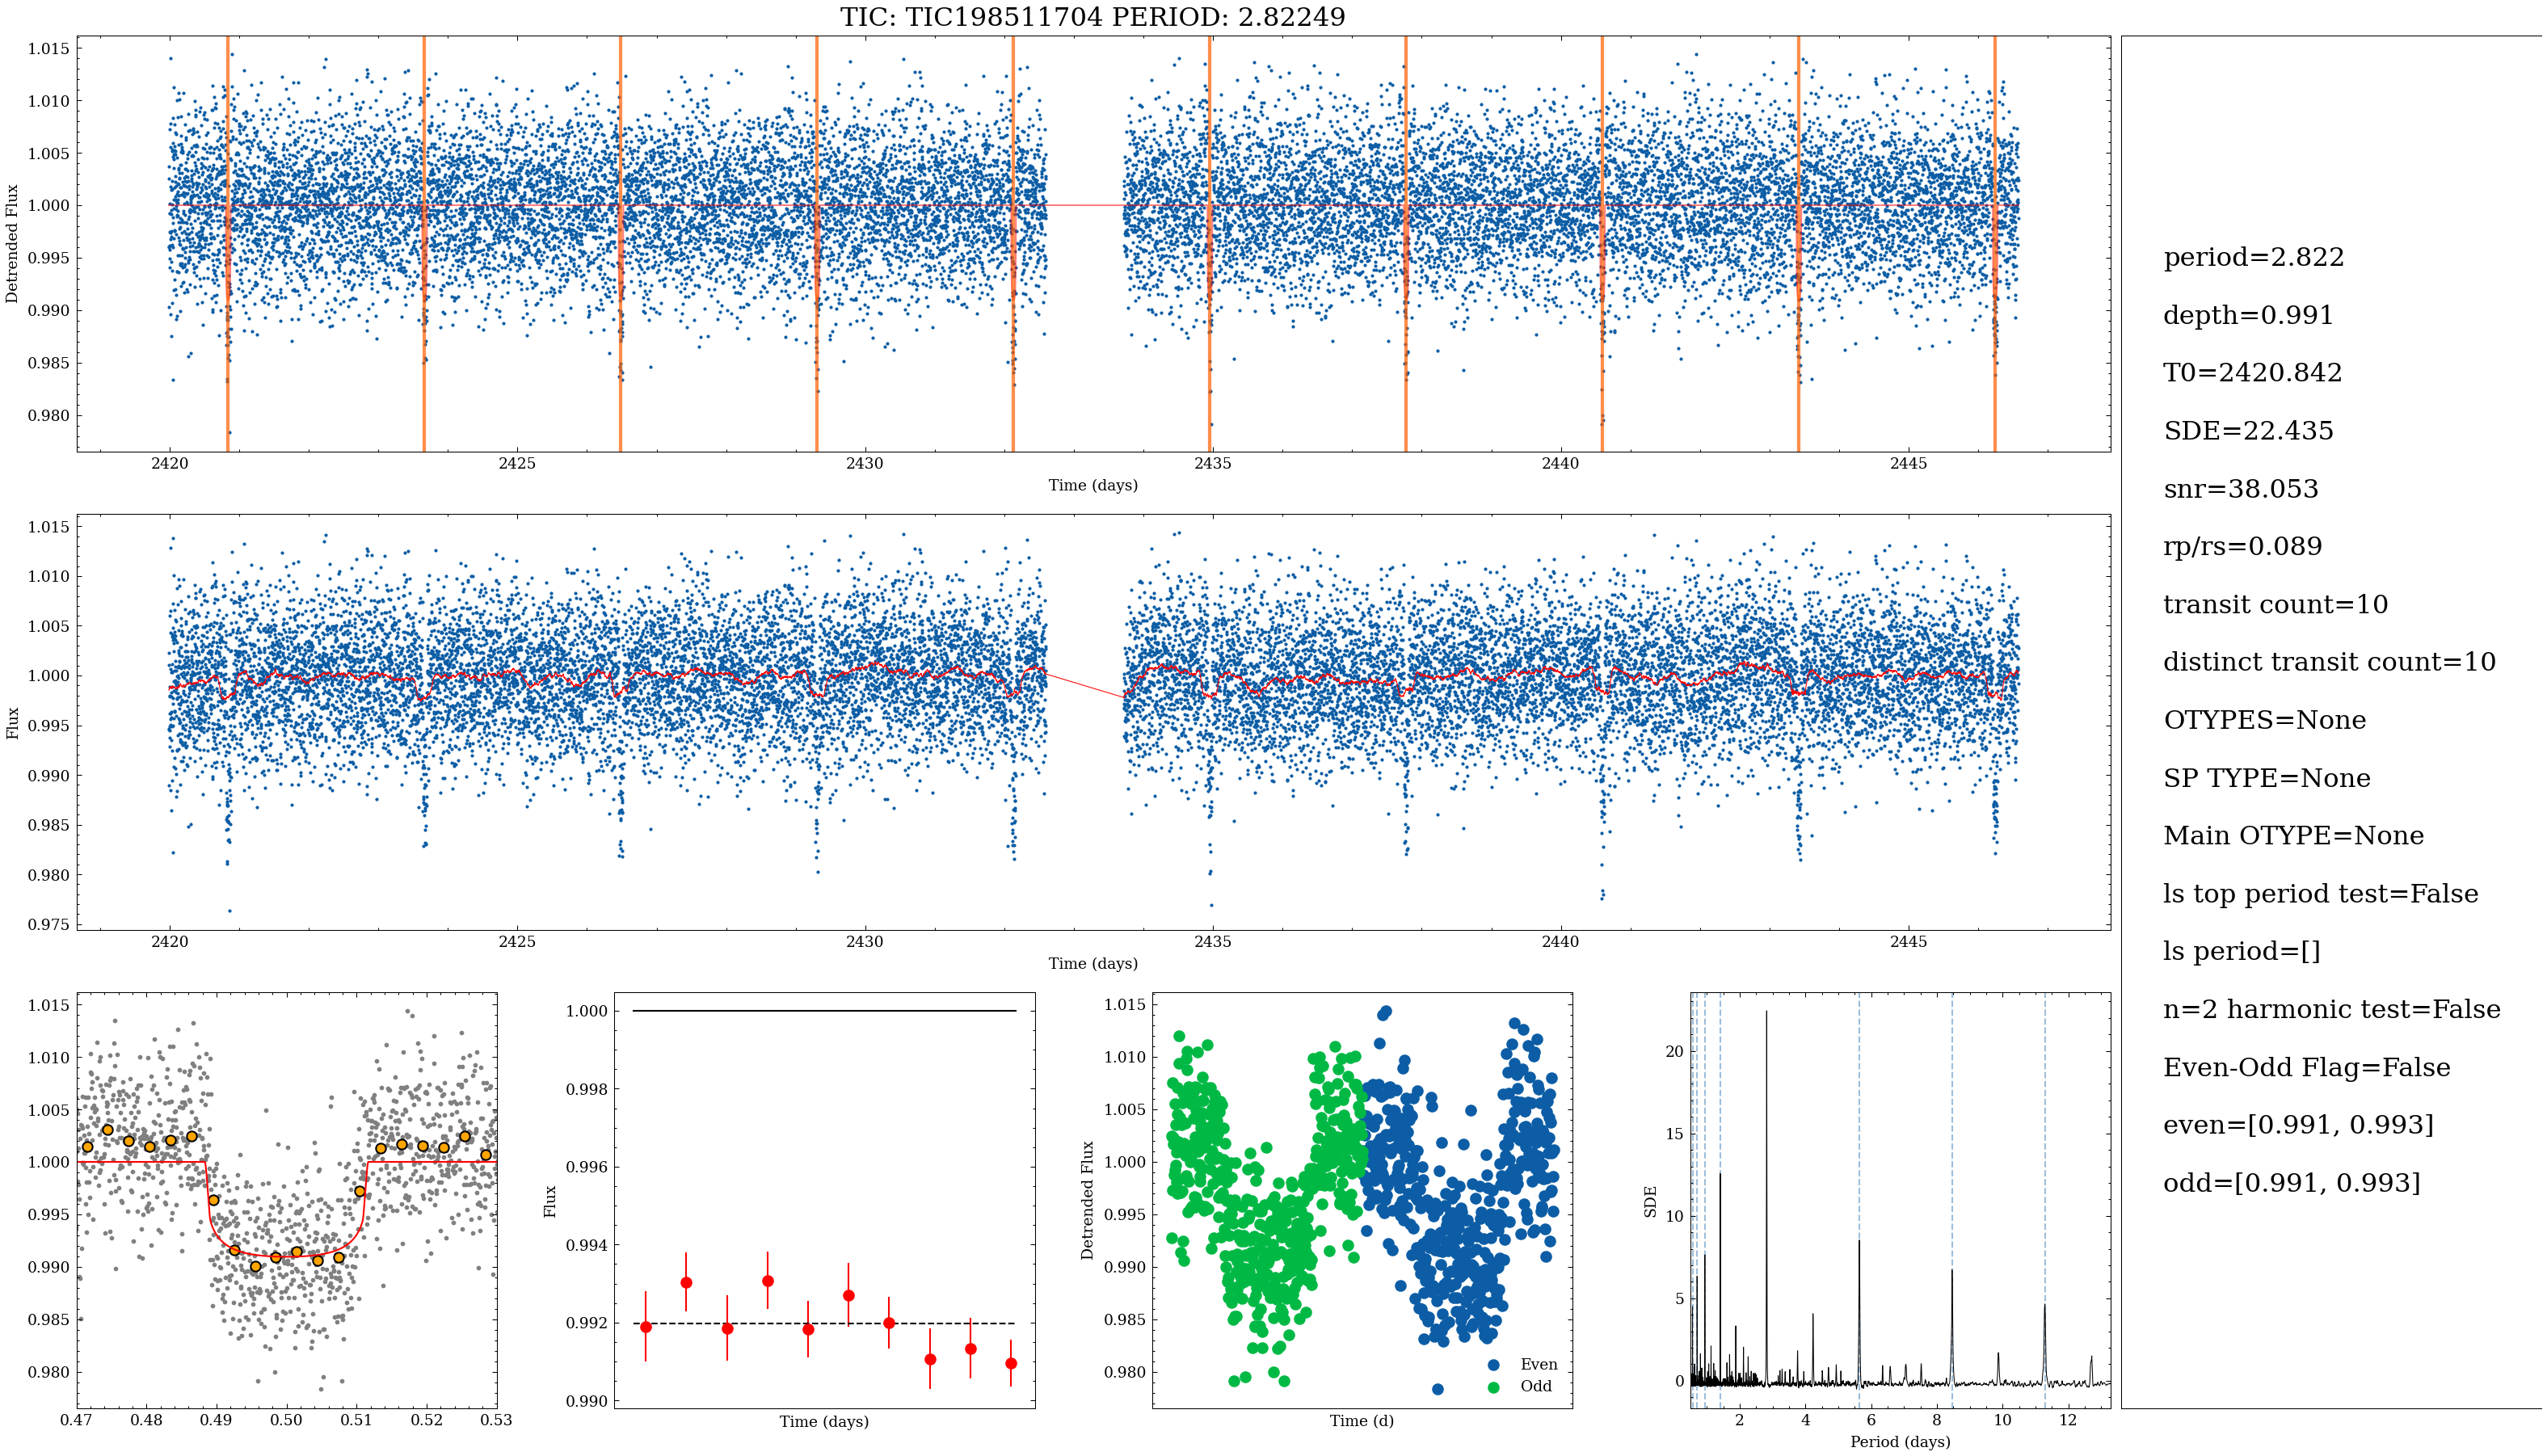 TIC: TIC198511704 PERIOD: 2.82249
1.015
1.010
1.005
1.000
0.995
0.990
0.985
0.980
Detrended Flux
2420
2425
2430
2435
2440
2445
Time (days)
1.015
1.010
1.005
1.000
0.995
0.990
0.985
0.980
0.975
Flux
2420
2425
2430
2435
2440
2445
Time (days)
1.015
1.010
1.005
1.000
0.995
0.990
0.985
0.980
0.47
0.48
0.49
0.50
0.51
0.52
0.53
1.000
0.998
0.996
0.994
0.992
0.990
Flux
Time (days)
1.015
1.010
1.005
1.000
0.995
0.990
0.985
0.980
Detrended Flux
Even
Odd
Time (d)
20
15
10
5
0
SDE
2
4
6
8
10
12
Period (days)
period=2.822
depth=0.991
T0=2420.842
SDE=22.435
snr=38.053
rp/rs=0.089
transit count=10
distinct transit count=10
OTYPES=None
SP TYPE=None
Main OTYPE=None
ls top period test=False
ls period=[]
n=2 harmonic test=False
Even-Odd Flag=False
even=[0.991, 0.993]
odd=[0.991, 0.993]